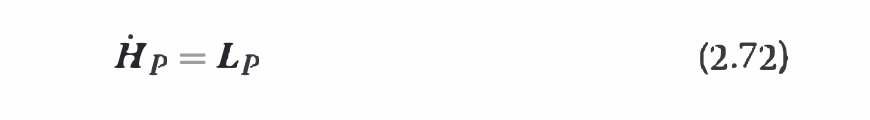 Ḣ_P = L_P (2.72)